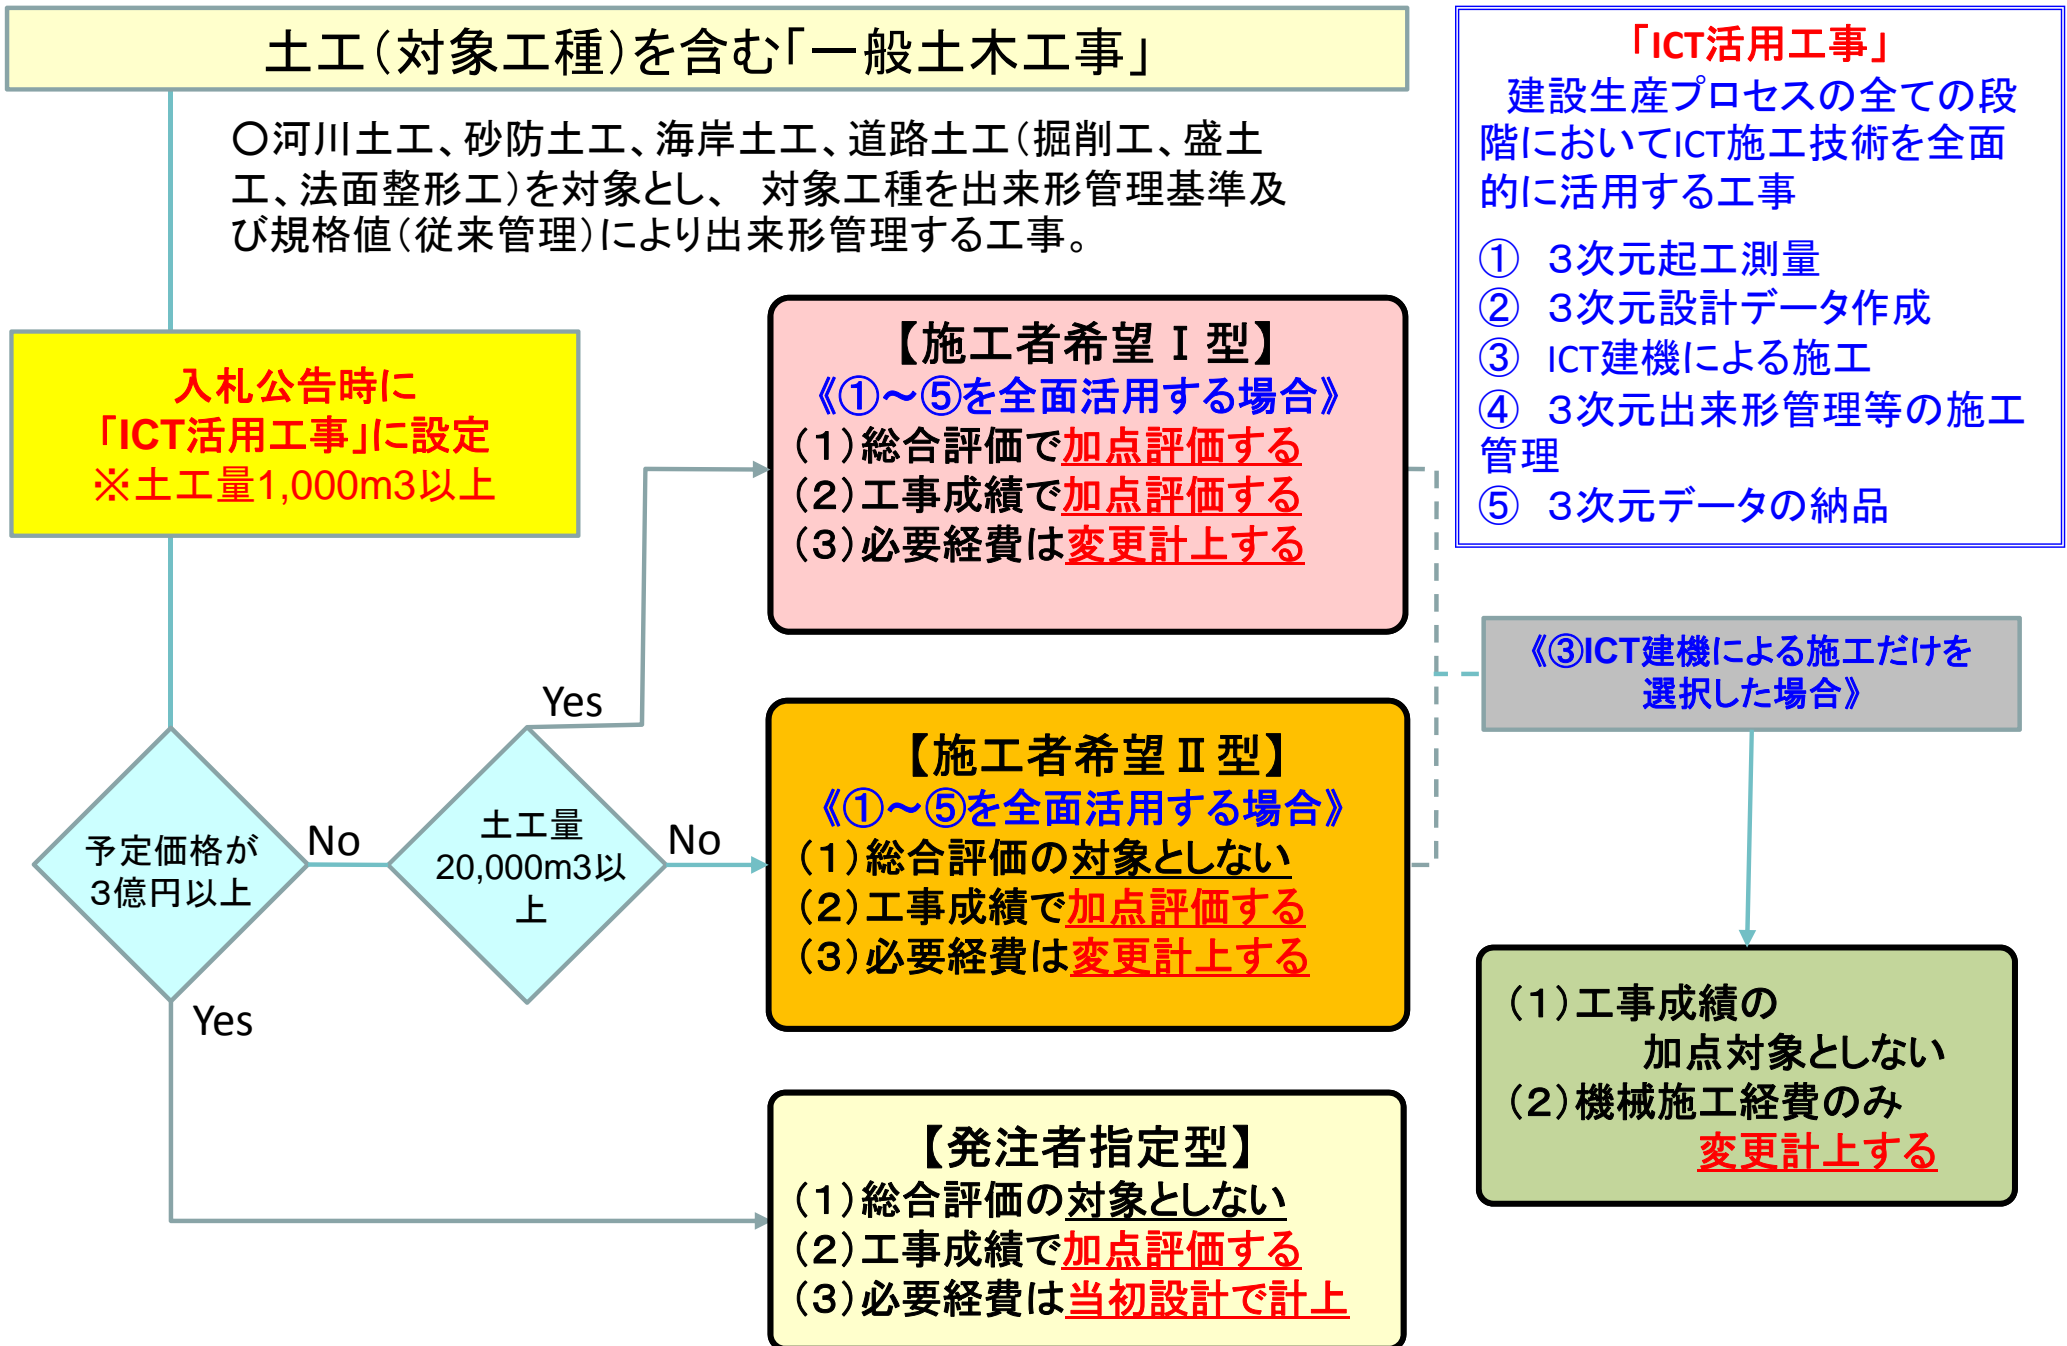 土工(対象工種)を含む「一般土木工事」
〇河川土工、砂防土工、海岸土工、道路土工(掘削工、盛土
工、法面整形工)を対象とし、 対象工種を出来形管理基準及
び規格値(従来管理)により出来形管理する工事。
入札公告時に
「ICT活用工事」に設定
※土工量1,000m3以上
予定価格が
3億円以上
No
Yes
土工量
20,000m3以
上
Yes
No
【施工者希望Ⅰ型】
《①~⑤を全面活用する場合》
(1)総合評価で加点評価する
(2)工事成績で加点評価する
(3)必要経費は変更計上する
【施工者希望Ⅱ型】
《①~⑤を全面活用する場合》
(1)総合評価の対象としない
(2)工事成績で加点評価する
(3)必要経費は変更計上する
【発注者指定型】
(1)総合評価の対象としない
(2)工事成績で加点評価する
(3)必要経費は当初設計で計上
「ICT活用工事」
建設生産プロセスの全ての段
階においてICT施工技術を全面
的に活用する工事
① 3次元起工測量
② 3次元設計データ作成
③ ICT建機による施工
④ 3次元出来形管理等の施工
管理
⑤ 3次元データの納品
《③ICT建機による施工だけを
選択した場合》
(1)工事成績の
加点対象としない
(2)機械施工経費のみ
変更計上する